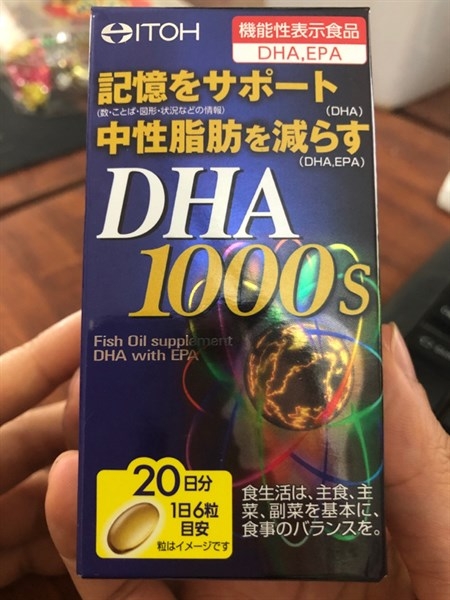 ITOH
機能性表示食品
DHA,EPA
記憶をサポート
(数・ことば・図形・状況などの情報)
(DHA)
中性脂肪を減らす
(DHA,EPA)
DHA
1000s
Fish Oil supplement
DHA with EPA
20日分
1日6粒
目安
粒はイメージです
食生活は、主食、主
菜、副菜を基本に、
食事のバランスを。